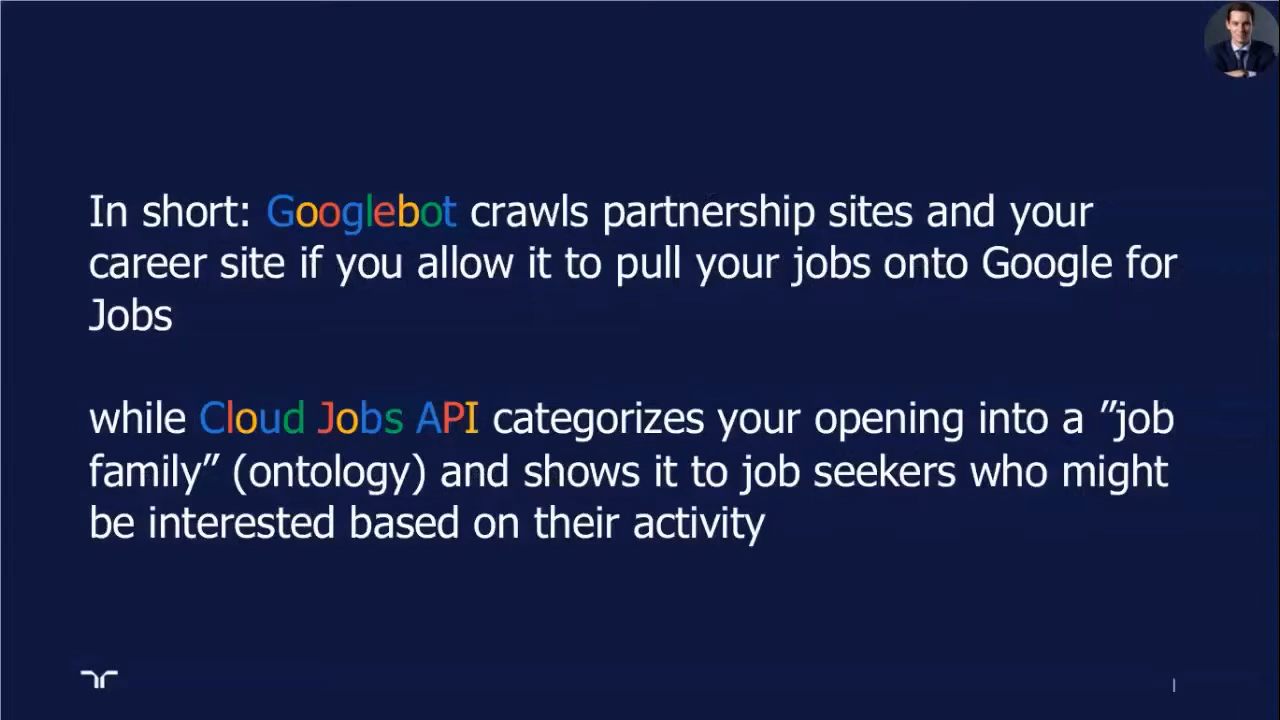 In short: Googlebot crawls partnership sites and your
career site if you allow it to pull your jobs onto Google for
Jobs
while Cloud Jobs API categorizes your opening into a ”job
family” (ontology) and shows it to job seekers who might
be interested based on their activity
|